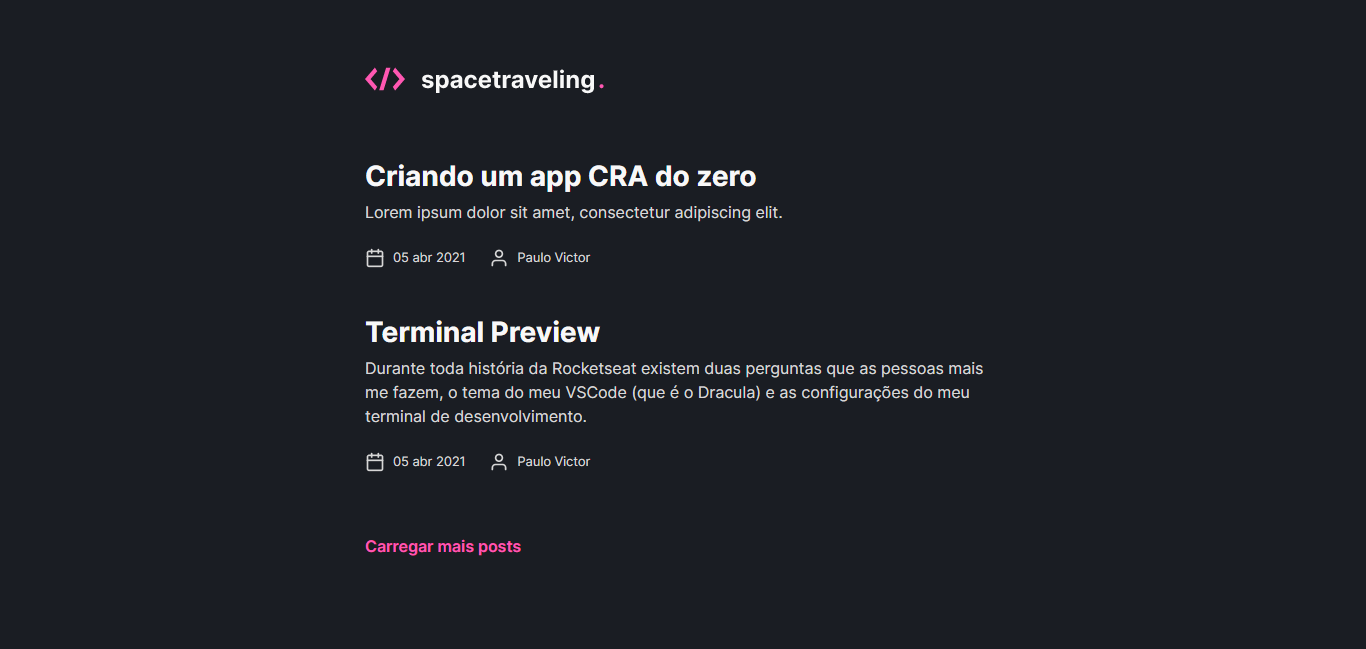 </> spacetraveling.
Criando um app CRA do zero
Lorem ipsum dolor sit amet, consectetur adipiscing elit.
05 abr 2021 Paulo Victor
Terminal Preview
Durante toda história da Rocketseat existem duas perguntas que as pessoas mais
me fazem, o tema do meu VSCode (que é o Dracula) e as configurações do meu
terminal de desenvolvimento.
05 abr 2021 Paulo Victor
Carregar mais posts